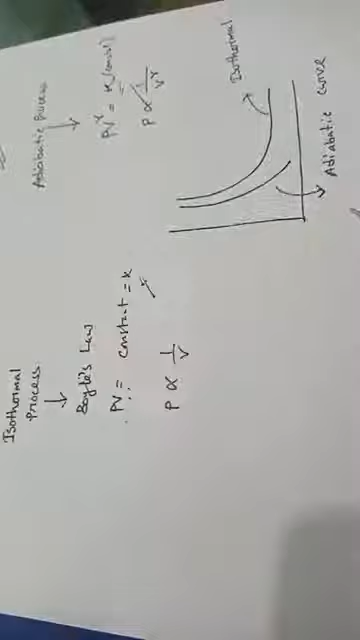 Isothermal
Process
↓
Boyle's Law
PV = constant = k
P ∝ 1/V
Adiabatic process
↓
PV^γ = k (const)
P ∝ 1/V^γ
Isothermal
Adiabatic curve